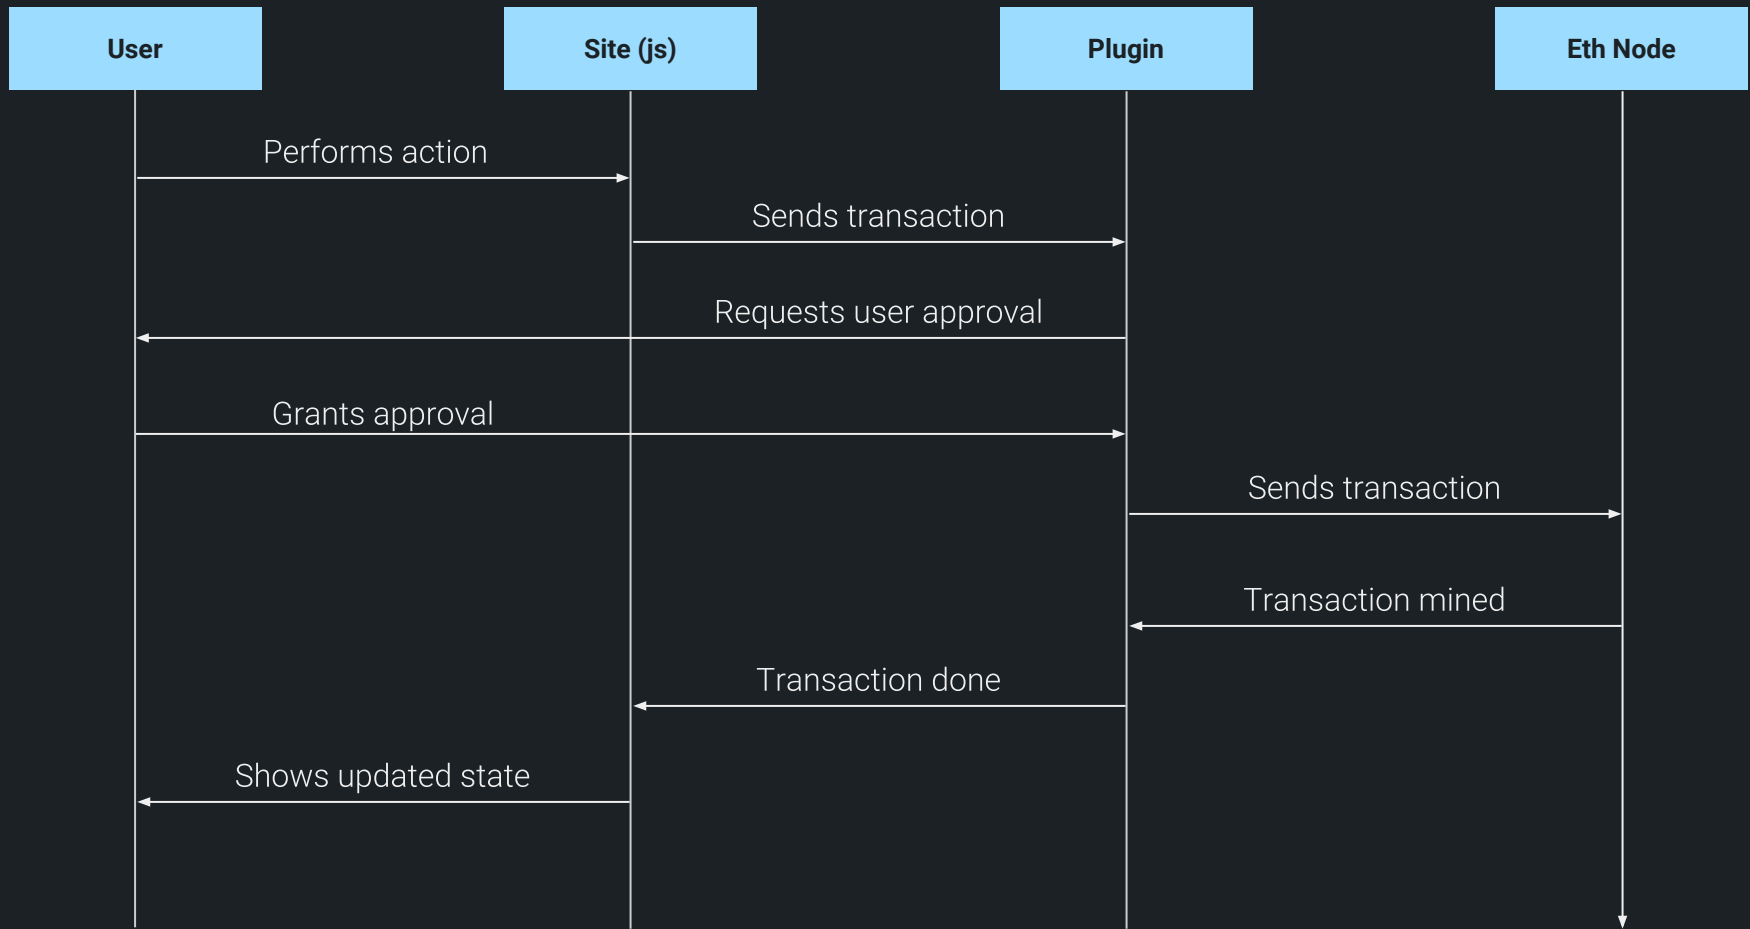 User
Site (js)
Plugin
Eth Node
Performs action
Sends transaction
Requests user approval
Grants approval
Sends transaction
Transaction mined
Transaction done
Shows updated state